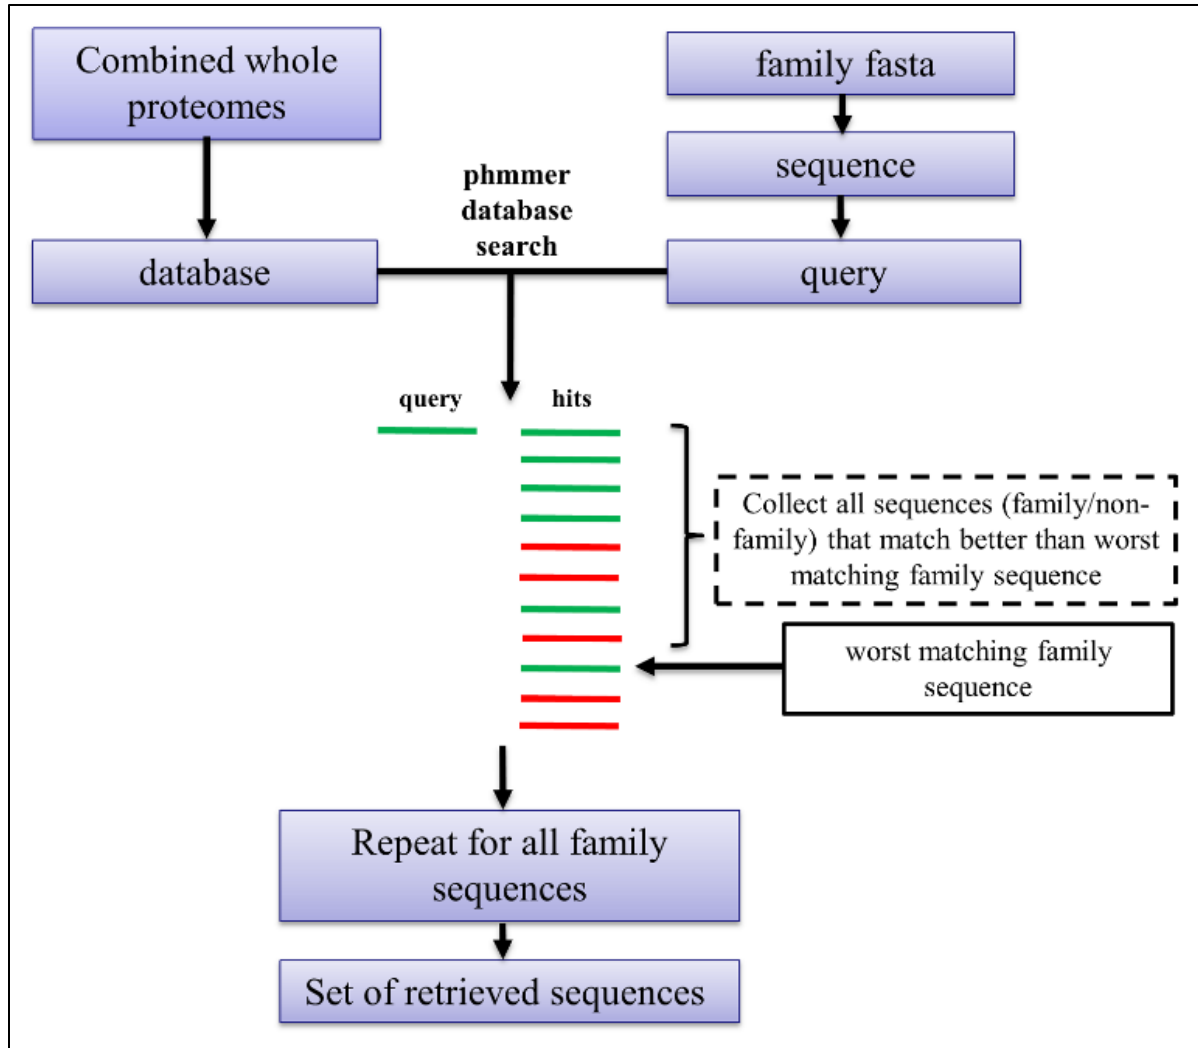 Combined whole
proteomes
family fasta
sequence
phmmer
database
search
database
query
query
hits
Collect all sequences (family/non-
family) that match better than worst
matching family sequence
worst matching family
sequence
Repeat for all family
sequences
Set of retrieved sequences